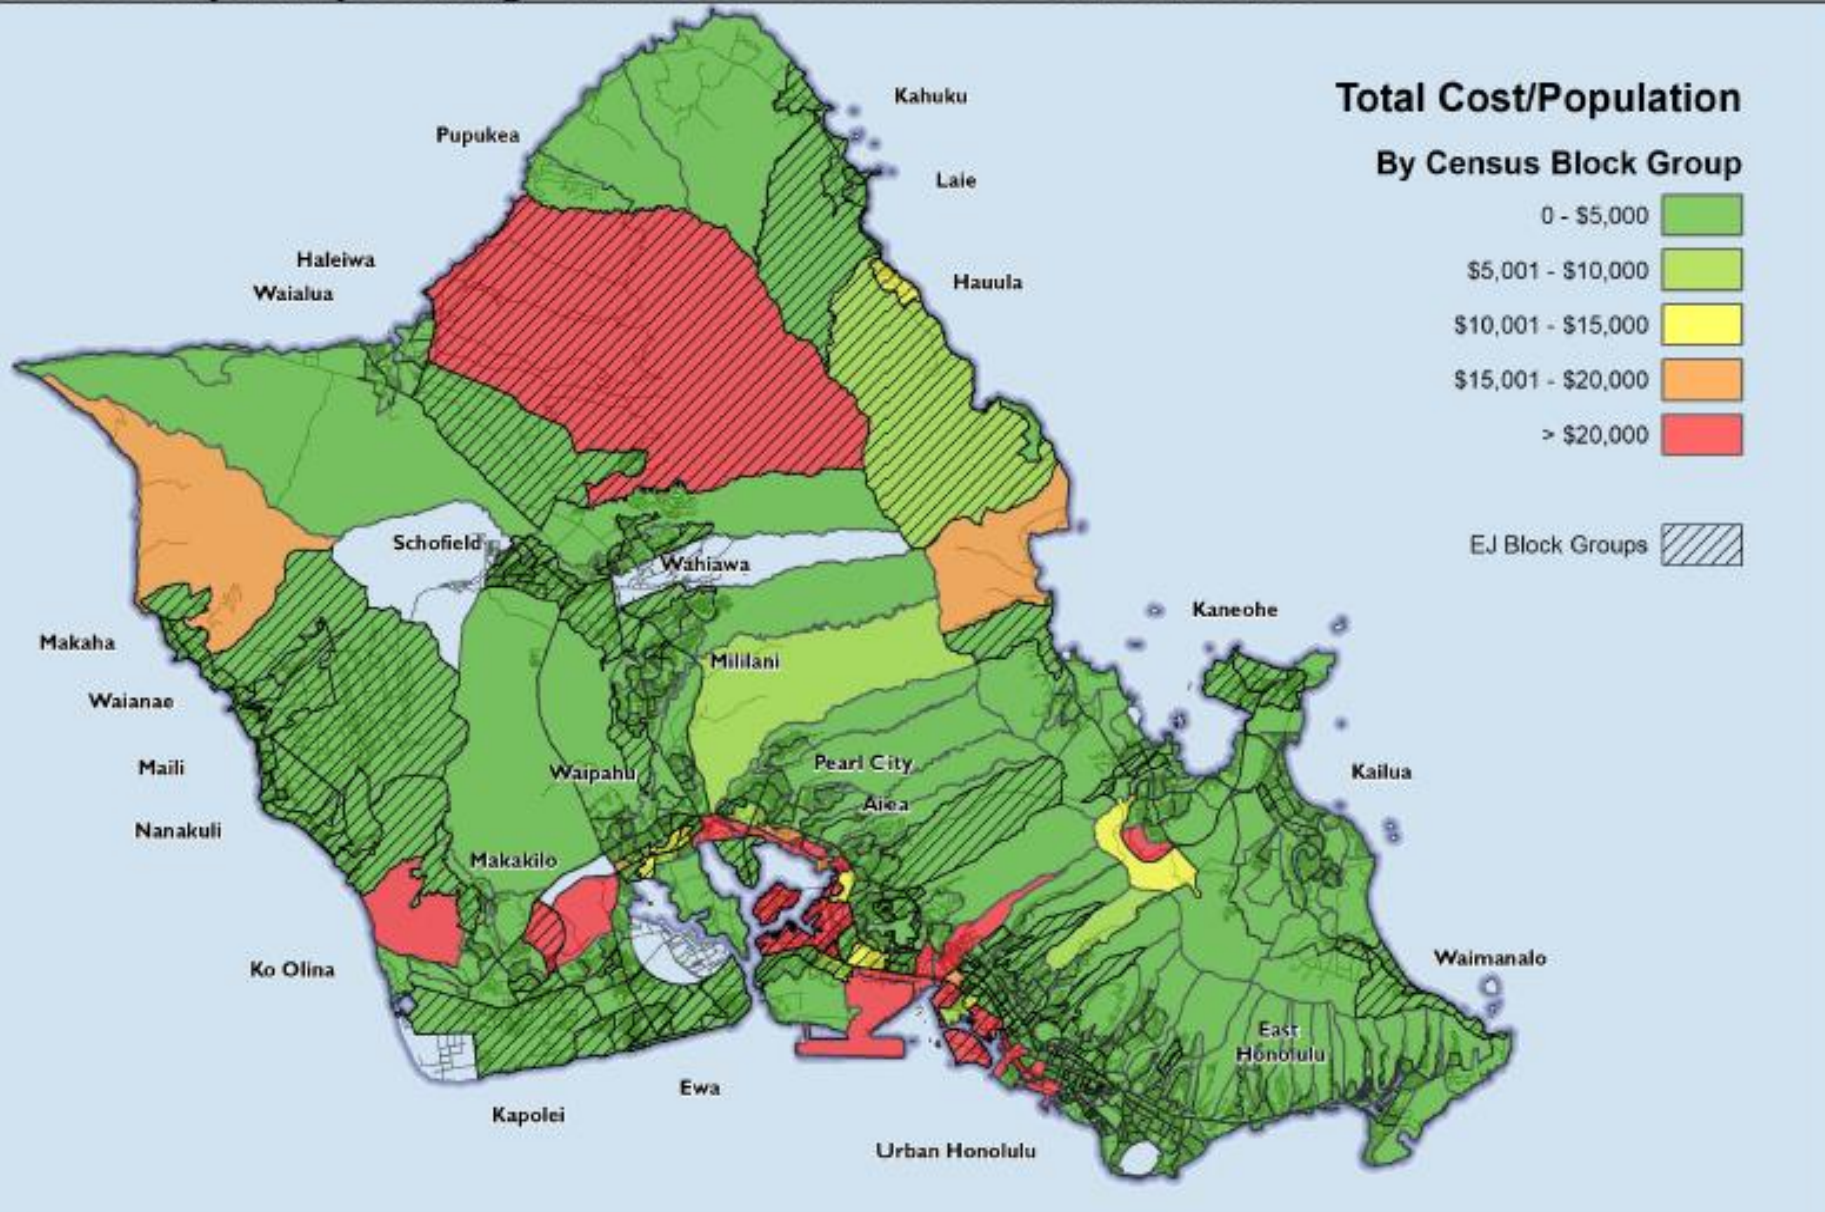 Total Cost/Population
By Census Block Group
0 - $5,000
$5,001 - $10,000
$10,001 - $15,000
$15,001 - $20,000
> $20,000
EJ Block Groups
Kahuku
Pupukea
Laie
Haleiwa
Waialua
Hauula
Schofield
Wahiawa
Kaneohe
Makaha
Mililani
Waianae
Maili
Waipahu
Pearl City
Kailua
Aiea
Nanakuli
Makakilo
Ko Olina
Waimanalo
East
Honolulu
Ewa
Kapolei
Urban Honolulu